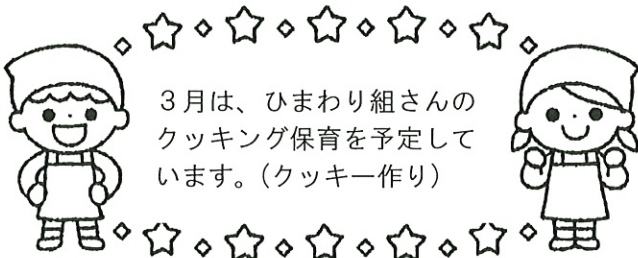 ３月は、ひまわり組さんの
クッキング保育を予定して
います。（クッキー作り）